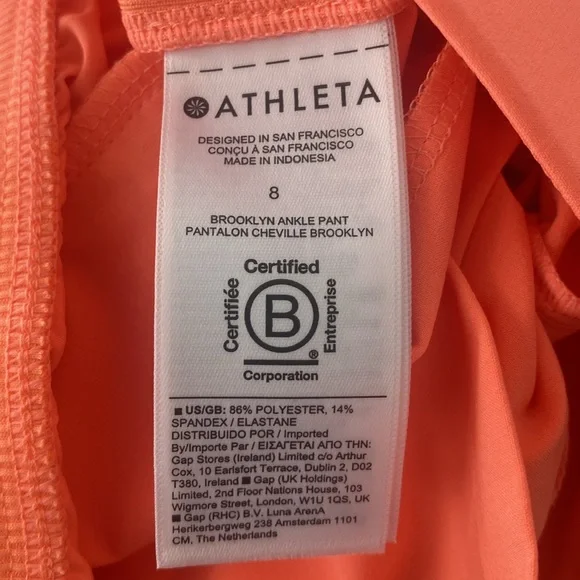 ATHLETA
DESIGNED IN SAN FRANCISCO
CONÇU À SAN FRANCISCO
MADE IN INDONESIA
8
BROOKLYN ANKLE PANT
PANTALON CHEVILLE BROOKLYN
Certified
Certifiée
B
Entreprise
®
Corporation
■ US/GB: 86% POLYESTER, 14%
SPANDEX / ELASTANE
DISTRIBUIDO POR / Imported
By/Importe Par / ΕΙΣΑΓΕΤΑΙ ΑΠΟ ΤΗΝ:
Gap Stores (Ireland) Limited c/o Arthur
Cox, 10 Earlsfort Terrace, Dublin 2, D02
T380, Ireland ■ Gap (UK Holdings)
Limited, 2nd Floor Nations House, 103
Wigmore Street, London, W1U 1QS, UK
■ Gap (RHC) B.V. Luna ArenA
Herikerbergweg 238 Amsterdam 1101
CM, The Netherlands